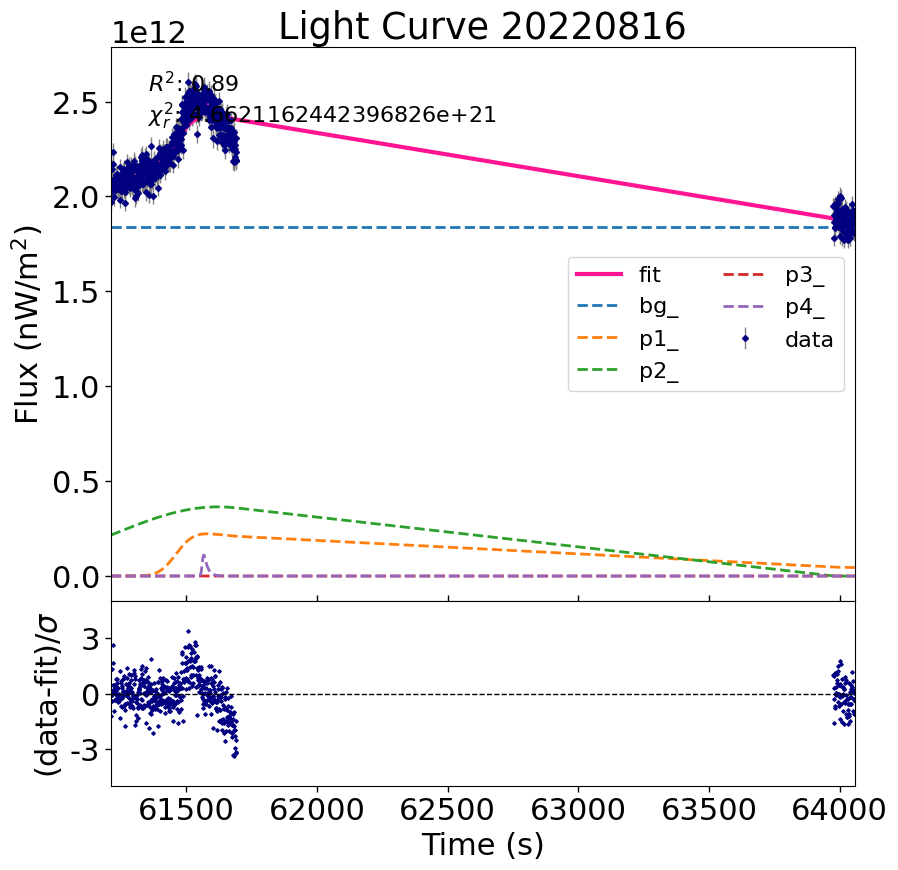 Light Curve 20220816
1e12
R²: 0.89
χ²ᵣ: 4.6621162442396826e+21
Flux (nW/m²)
2.5
2.0
1.5
1.0
0.5
0.0
fit
bg_
p1_
p2_
p3_
p4_
data
(data-fit)/σ
3
0
-3
61500 62000 62500 63000 63500 64000
Time (s)